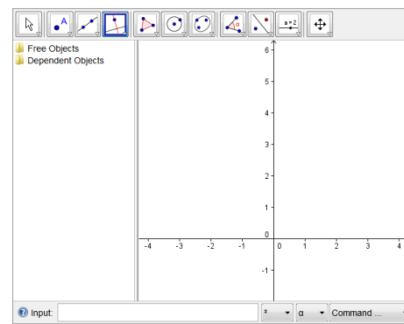 A
α
a = 2
Free Objects
Dependent Objects
6
5
4
3
2
1
0
-4 -3 -2 -1 0 1 2 3 4
-1
Input: ² α Command ...